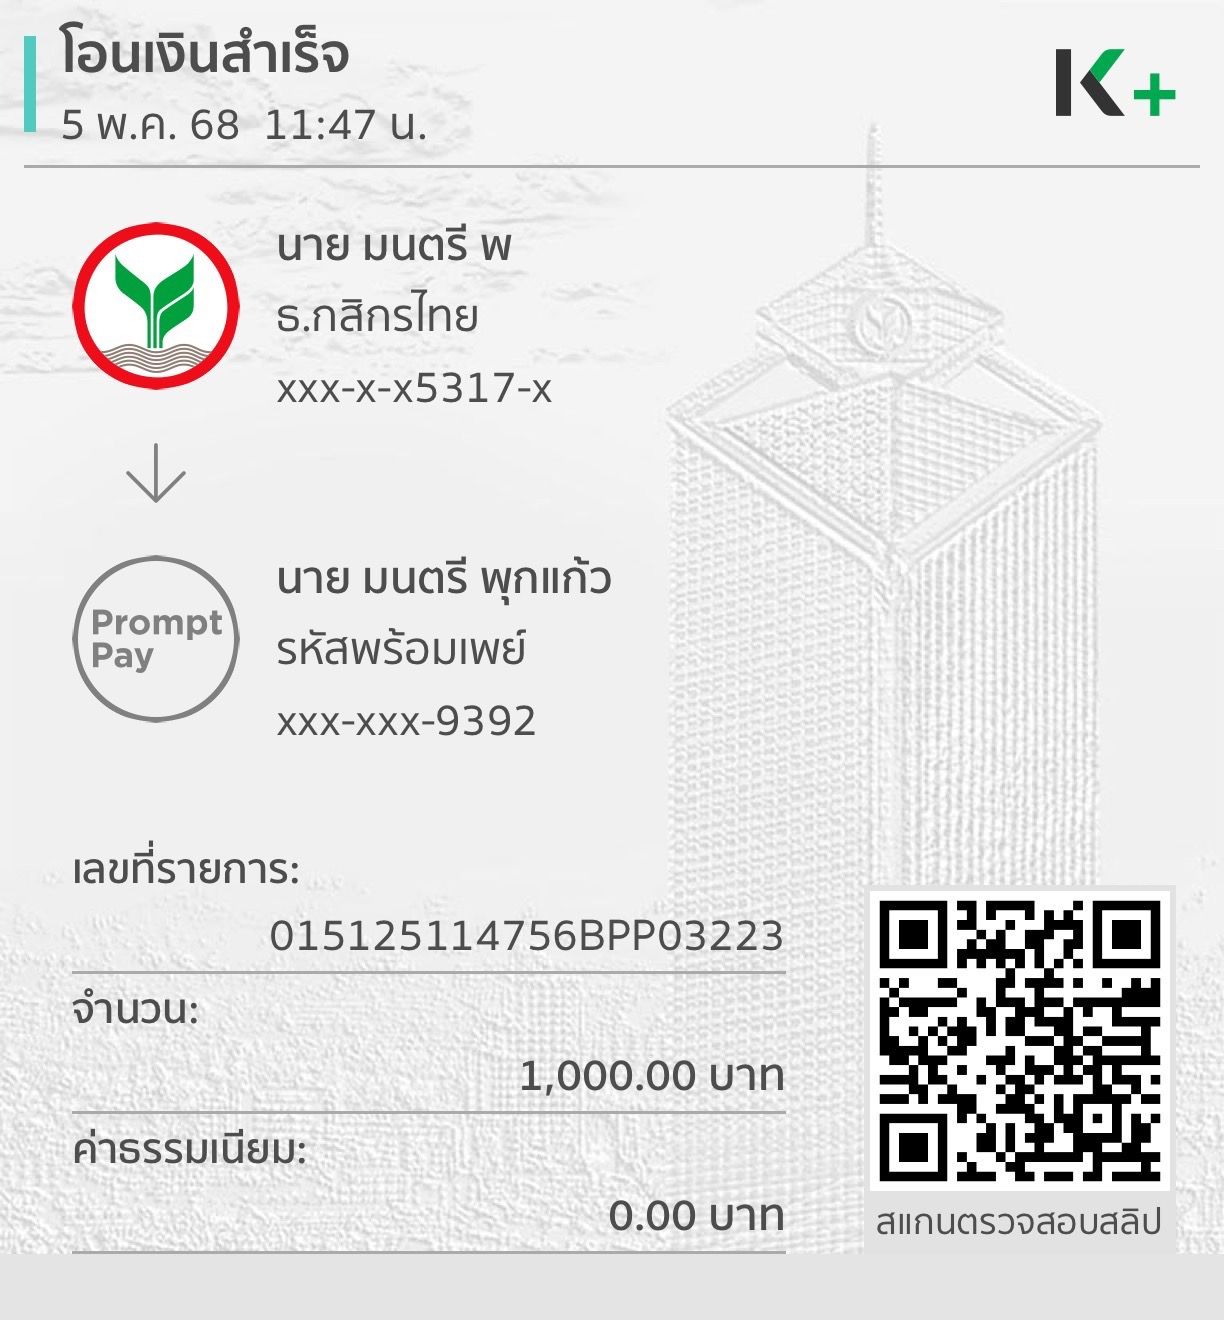 โอนเงินสำเร็จ
5 พ.ค. 68  11:47 น.
K+
นาย มนตรี พ
ธ.กสิกรไทย
xxx-x-x5317-x
Prompt
Pay
นาย มนตรี พุกแก้ว
รหัสพร้อมเพย์
xxx-xxx-9392
เลขที่รายการ:
015125114756BPP03223
จำนวน:
1,000.00 บาท
ค่าธรรมเนียม:
0.00 บาท
สแกนตรวจสอบสลิป